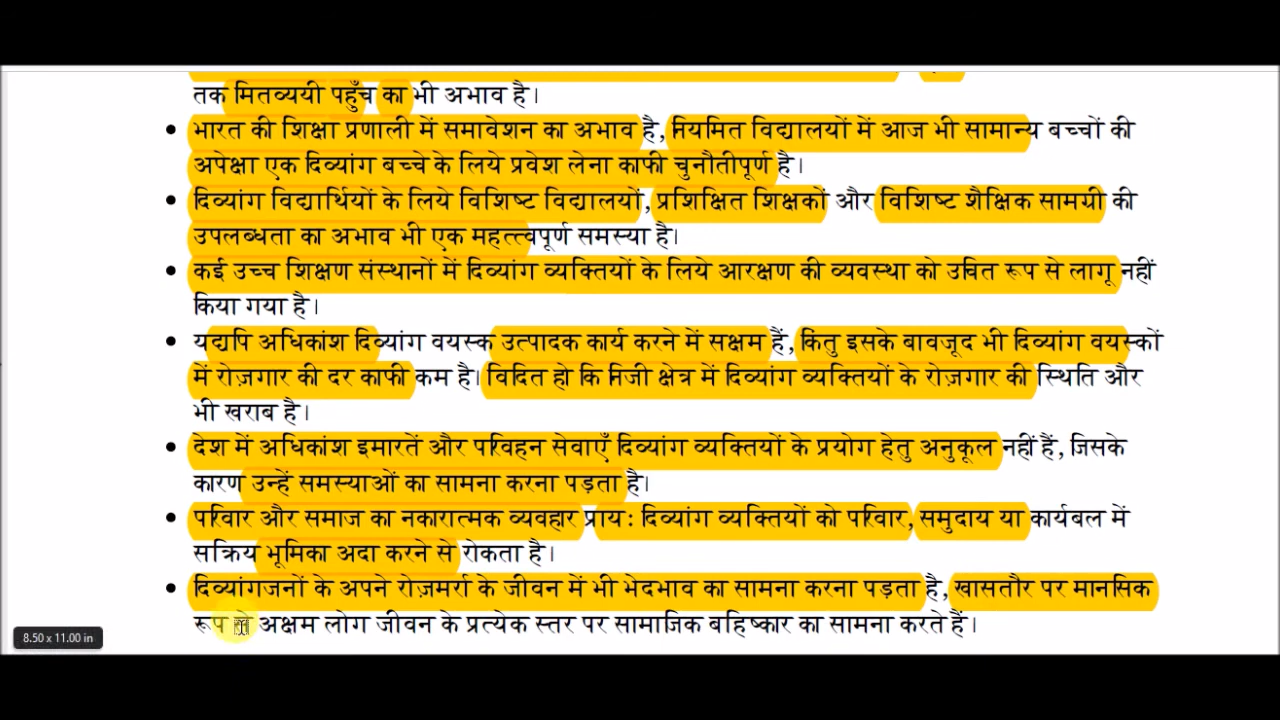 तक मितव्ययी पहुँच का भी अभाव है।
• भारत की शिक्षा प्रणाली में समावेशन का अभाव है, नियमित विद्यालयों में आज भी सामान्य बच्चों की
अपेक्षा एक दिव्यांग बच्चे के लिये प्रवेश लेना काफी चुनौतीपूर्ण है।
• दिव्यांग विद्यार्थियों के लिये विशिष्ट विद्यालयों, प्रशिक्षित शिक्षकों और विशिष्ट शैक्षिक सामग्री की
उपलब्धता का अभाव भी एक महत्त्वपूर्ण समस्या है।
• कई उच्च शिक्षण संस्थानों में दिव्यांग व्यक्तियों के लिये आरक्षण की व्यवस्था को उचित रूप से लागू नहीं
किया गया है।
• यद्यपि अधिकांश दिव्यांग वयस्क उत्पादक कार्य करने में सक्षम हैं, किंतु इसके बावजूद भी दिव्यांग वयस्कों
में रोज़गार की दर काफी कम है। विदित हो कि निजी क्षेत्र में दिव्यांग व्यक्तियों के रोज़गार की स्थिति और
भी खराब है।
• देश में अधिकांश इमारतें और परिवहन सेवाएँ दिव्यांग व्यक्तियों के प्रयोग हेतु अनुकूल नहीं हैं, जिसके
कारण उन्हें समस्याओं का सामना करना पड़ता है।
• परिवार और समाज का नकारात्मक व्यवहार प्रायः दिव्यांग व्यक्तियों को परिवार, समुदाय या कार्यबल में
सक्रिय भूमिका अदा करने से रोकता है।
• दिव्यांगजनों के अपने रोज़मर्रा के जीवन में भी भेदभाव का सामना करना पड़ता है, खासतौर पर मानसिक
रूप अक्षम लोग जीवन के प्रत्येक स्तर पर सामाजिक बहिष्कार का सामना करते हैं।
8.50 x 11.00 in